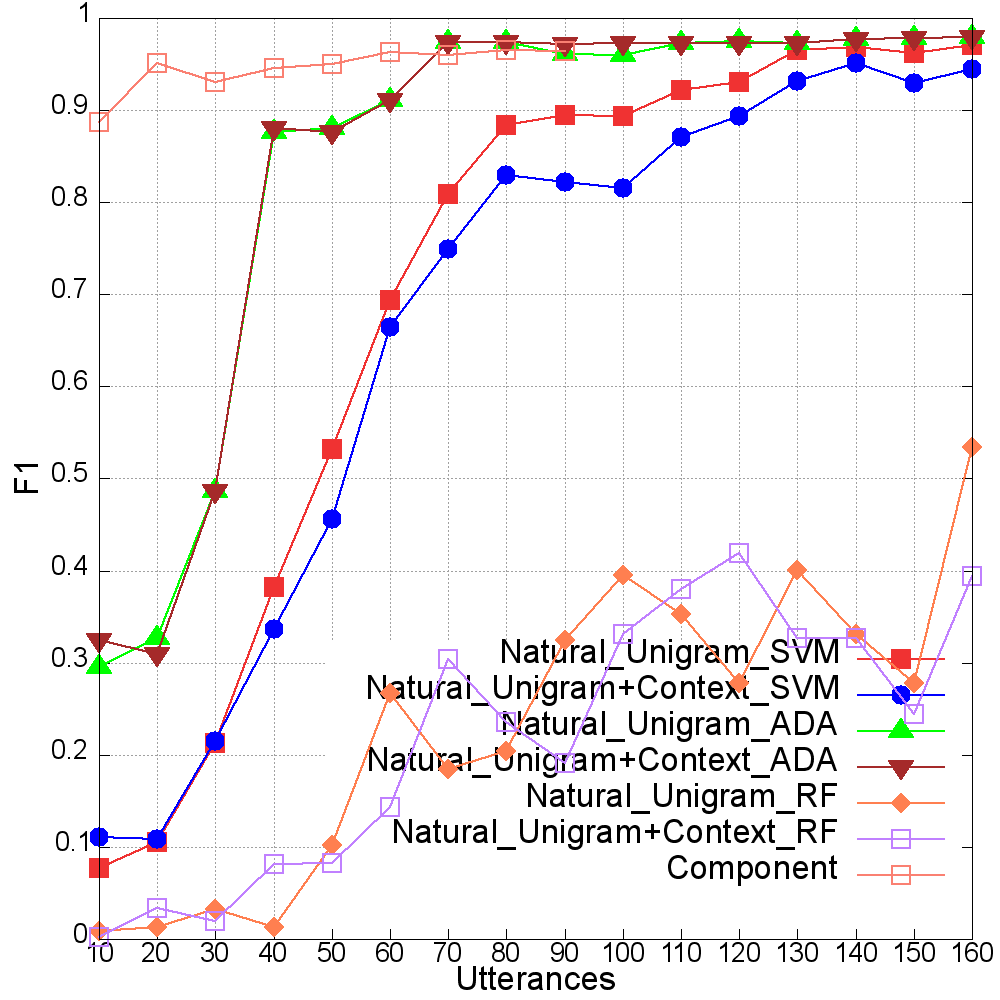 1
0.9
0.8
0.7
0.6
0.5
0.4
0.3
0.2
0.1
0
F1
Natural_Unigram_SVM
Natural_Unigram+Context_SVM
Natural_Unigram_ADA
Natural_Unigram+Context_ADA
Natural_Unigram_RF
Natural_Unigram+Context_RF
Component
10 20 30 40 50 60 70 80 90 100 110 120 130 140 150 160
Utterances